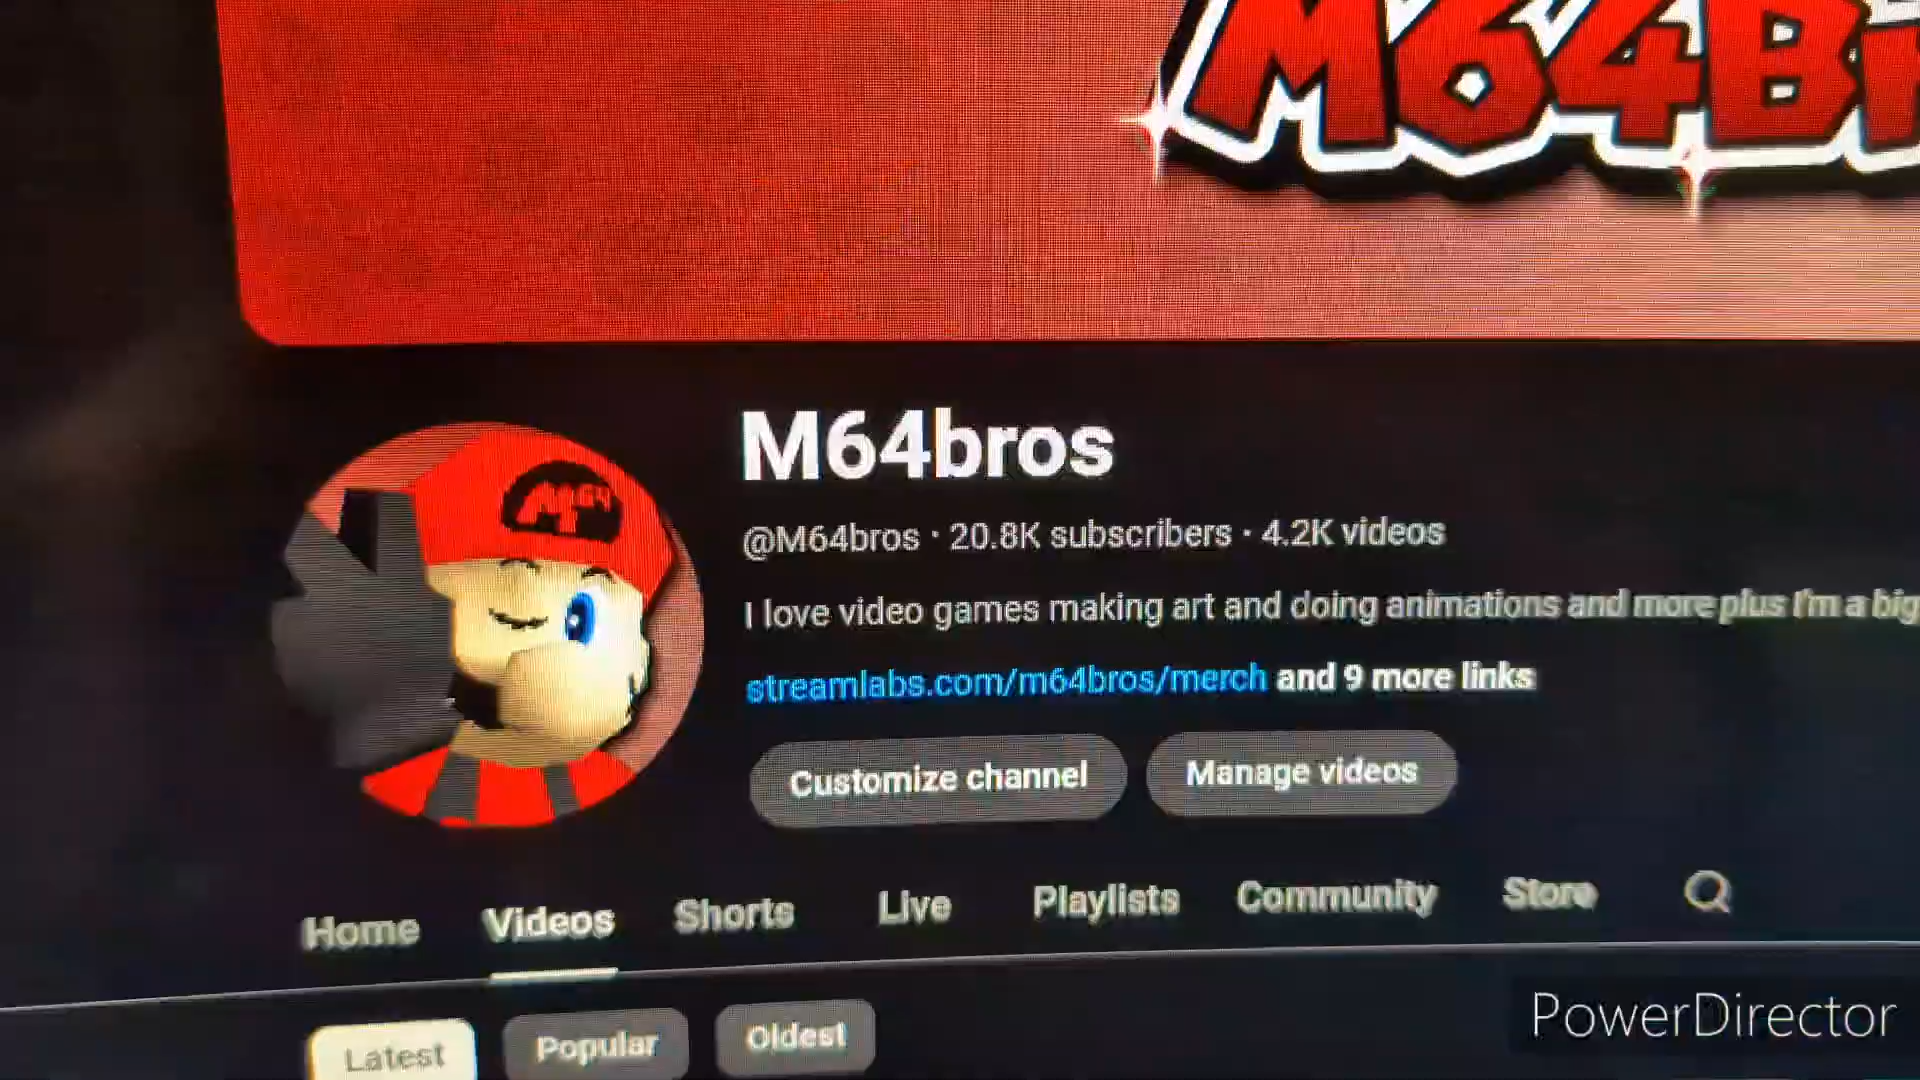 M64B
M64
M64bros
@M64bros · 20.8K subscribers · 4.2K videos
I love video games making art and doing animations and more plus I'm a big
streamlabs.com/m64bros/merch and 9 more links
Customize channel Manage videos
Home Videos Shorts Live Playlists Community Store
Latest Popular Oldest
PowerDirector